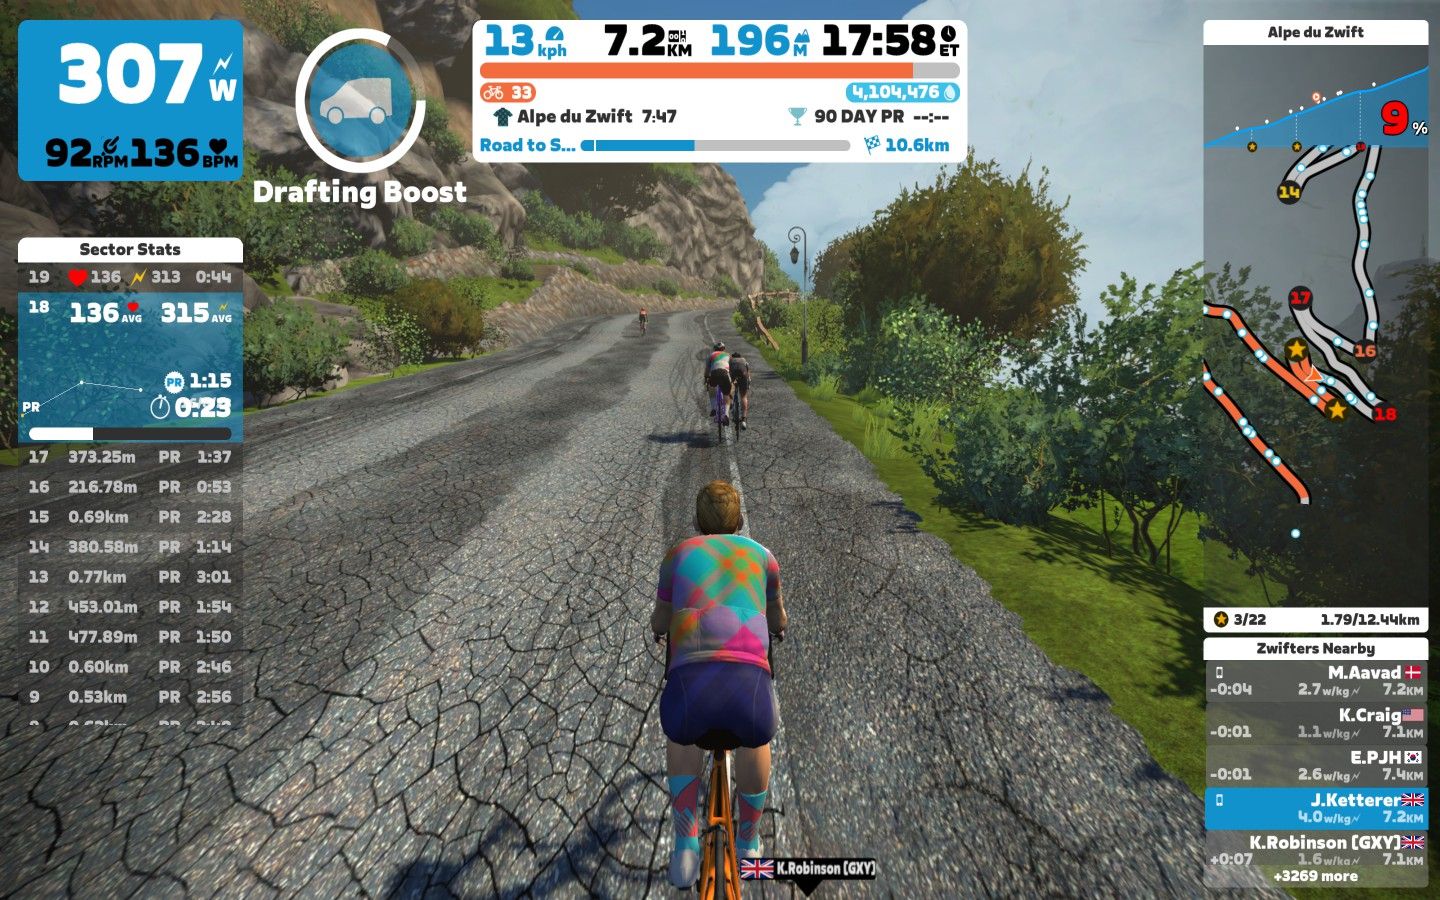 307 W
92 RPM 136 BPM
Drafting Boost
13 kph 7.2 KM 196 M 17:58 ET
33 4,104,476
Alpe du Zwift 7:47 90 DAY PR --:--
Road to S... 10.6km
Sector Stats
19 136 313 0:44
18 136 AVG 315 AVG
PR 1:15
PR 0:23
17 373.25m PR 1:37
16 216.78m PR 0:53
15 0.69km PR 2:28
14 380.58m PR 1:14
13 0.77km PR 3:01
12 453.01m PR 1:54
11 477.89m PR 1:50
10 0.60km PR 2:46
9 0.53km PR 2:56
Alpe du Zwift
9 %
14
17
16
18
3/22 1.79/12.44km
Zwifters Nearby
M.Aavad
-0:04 2.7 w/kg 7.2KM
K.Craig
-0:01 1.1 w/kg 7.1KM
E.PJH
-0:01 2.6 w/kg 7.4KM
J.Ketterer
4.0 w/kg 7.2KM
K.Robinson (GXY)
+0:07 1.6 w/kg 7.1KM
+3269 more
K.Robinson (GXY)